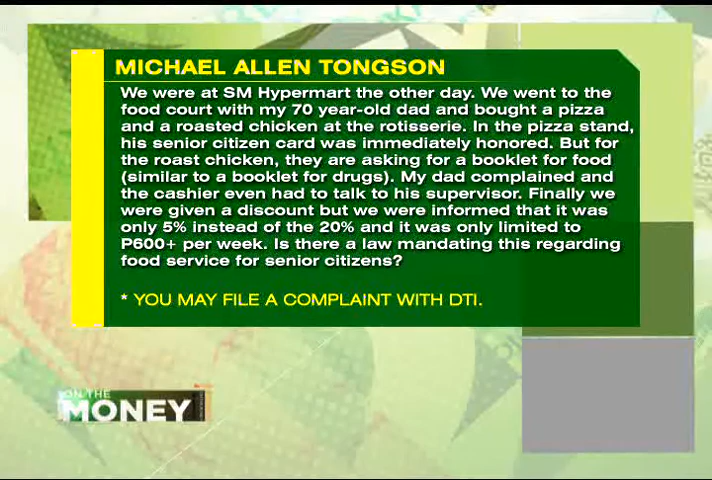 MICHAEL ALLEN TONGSON
We were at SM Hypermart the other day. We went to the
food court with my 70 year-old dad and bought a pizza
and a roasted chicken at the rotisserie. In the pizza stand,
his senior citizen card was immediately honored. But for
the roast chicken, they are asking for a booklet for food
(similar to a booklet for drugs). My dad complained and
the cashier even had to talk to his supervisor. Finally we
were given a discount but we were informed that it was
only 5% instead of the 20% and it was only limited to
P600+ per week. Is there a law mandating this regarding
food service for senior citizens?
* YOU MAY FILE A COMPLAINT WITH DTI.
ON THE
MONEY